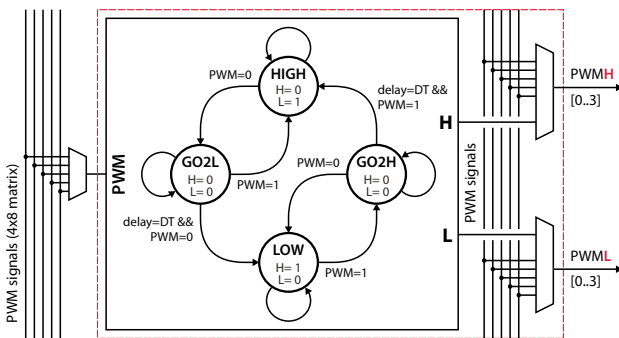 PWM signals (4x8 matrix)
PWM
HIGH
H= 0
L= 1
PWM=0
delay=DT &&
PWM=1
GO2L
H= 0
L= 0
PWM=1
PWM=0
GO2H
H= 0
L= 0
delay=DT &&
PWM=0
LOW
H= 1
L= 0
PWM=1
H
L
PWM signals
PWMH
[0..3]
PWML
[0..3]